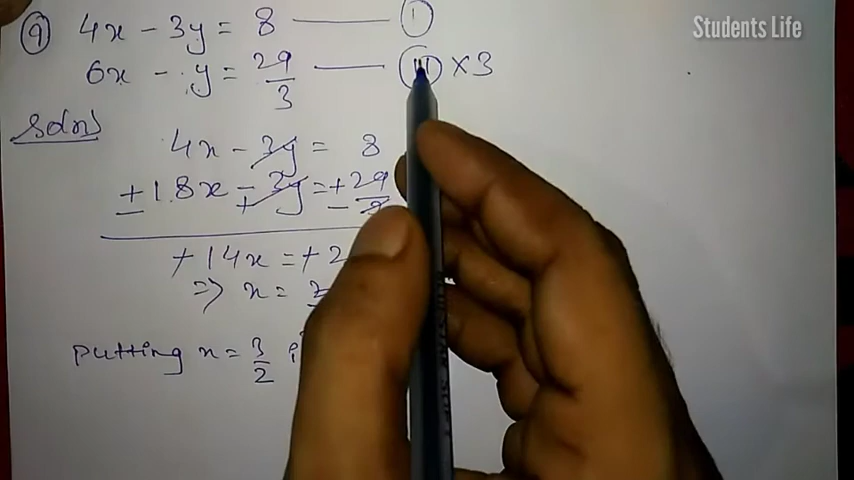 Students Life
9 4x - 3y = 8 ——— 1
6x - y = 29/3 ——— × 3
Soln
4x - 3y = 8
± 18x - 3y = + 29
+ - 3
+ 14x = + 2
=> x =
putting x = 3/2